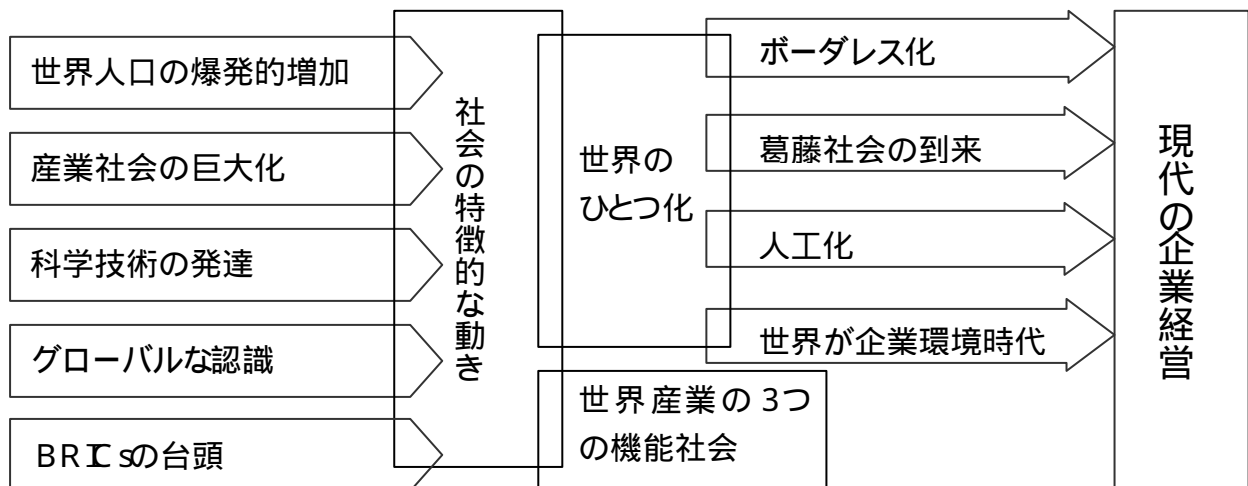 世界人口の爆発的増加
産業社会の巨大化
科学技術の発達
グローバルな認識
BRICsの台頭
社会の特徴的な動き
世界の
ひとつ化
世界産業の3つ
の機能社会
ボーダレス化
葛藤社会の到来
人工化
世界が企業環境時代
現代の企業経営